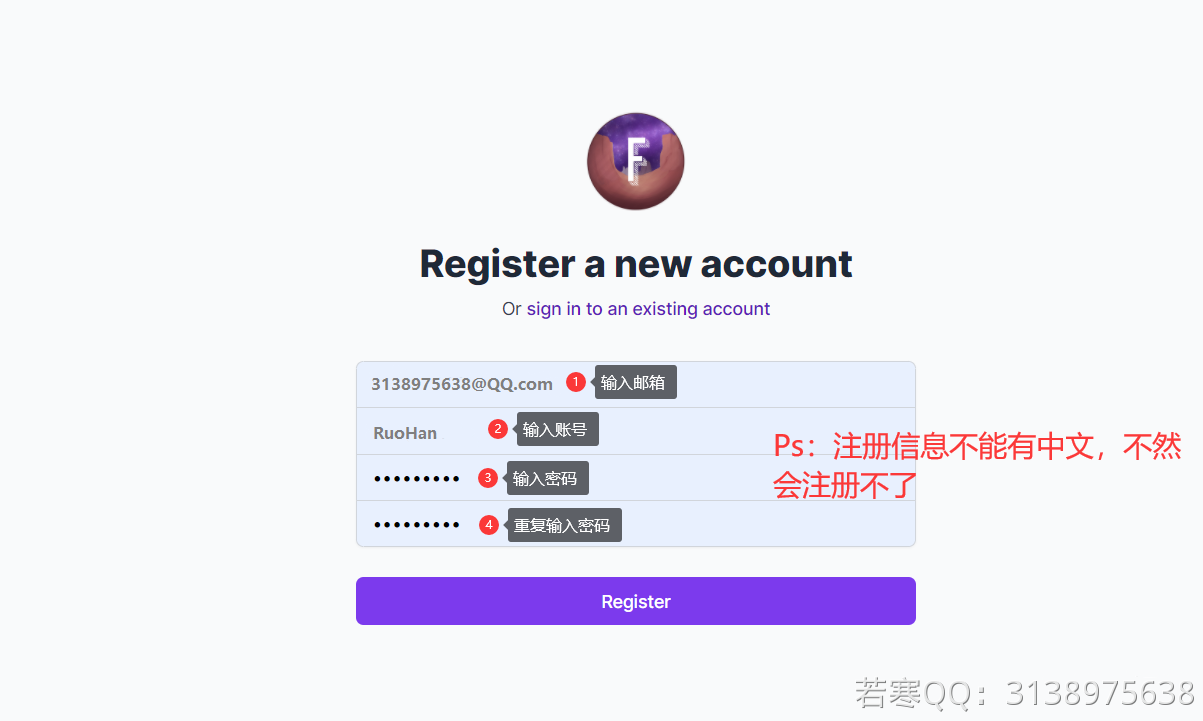 F
Register a new account
Or sign in to an existing account
3138975638@QQ.com 1 输入邮箱
RuoHan 2 输入账号
••••••••• 3 输入密码
••••••••• 4 重复输入密码
Ps：注册信息不能有中文，不然
会注册不了
Register
若寒QQ：3138975638